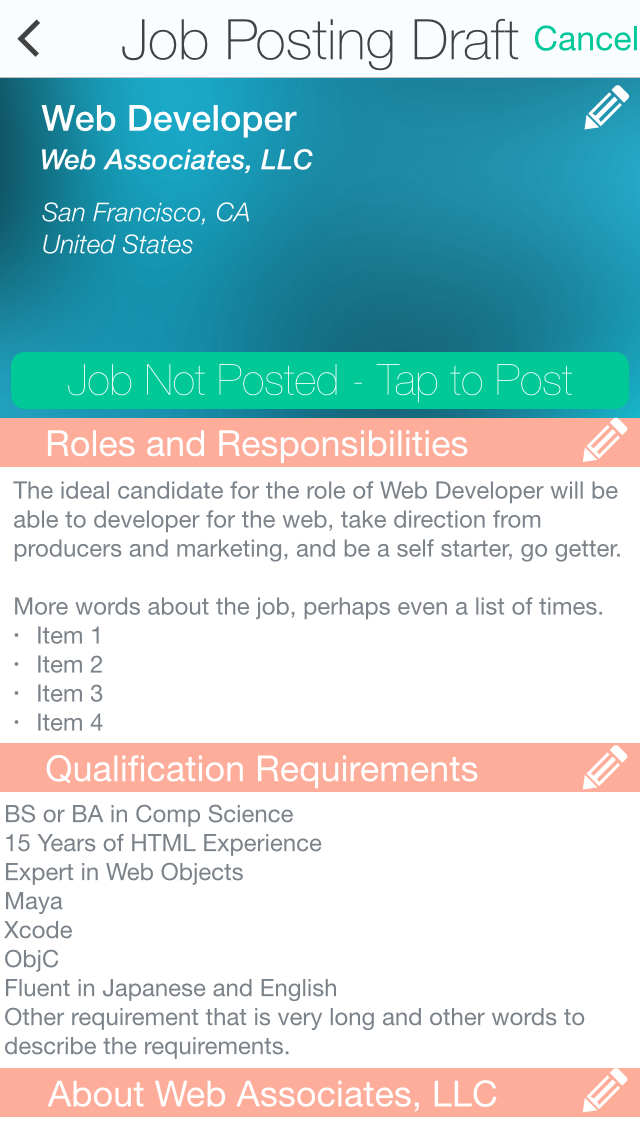 Job Posting Draft Cancel
Web Developer
Web Associates, LLC
San Francisco, CA
United States
Job Not Posted - Tap to Post
Roles and Responsibilities
The ideal candidate for the role of Web Developer will be
able to developer for the web, take direction from
producers and marketing, and be a self starter, go getter.
More words about the job, perhaps even a list of times.
• Item 1
• Item 2
• Item 3
• Item 4
Qualification Requirements
BS or BA in Comp Science
15 Years of HTML Experience
Expert in Web Objects
Maya
Xcode
ObjC
Fluent in Japanese and English
Other requirement that is very long and other words to
describe the requirements.
About Web Associates, LLC